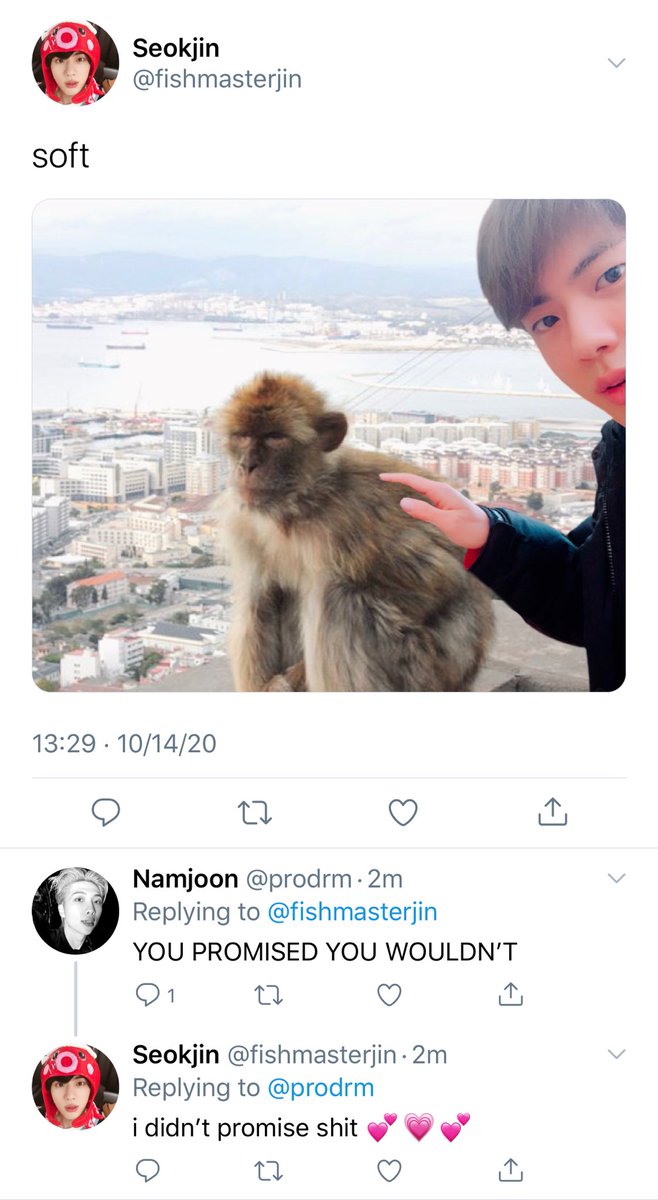 Seokjin
@fishmasterjin
soft
13:29 · 10/14/20
Namjoon @prodrm · 2m
Replying to @fishmasterjin
YOU PROMISED YOU WOULDN’T
1
Seokjin @fishmasterjin · 2m
Replying to @prodrm
i didn’t promise shit 💕💗💕